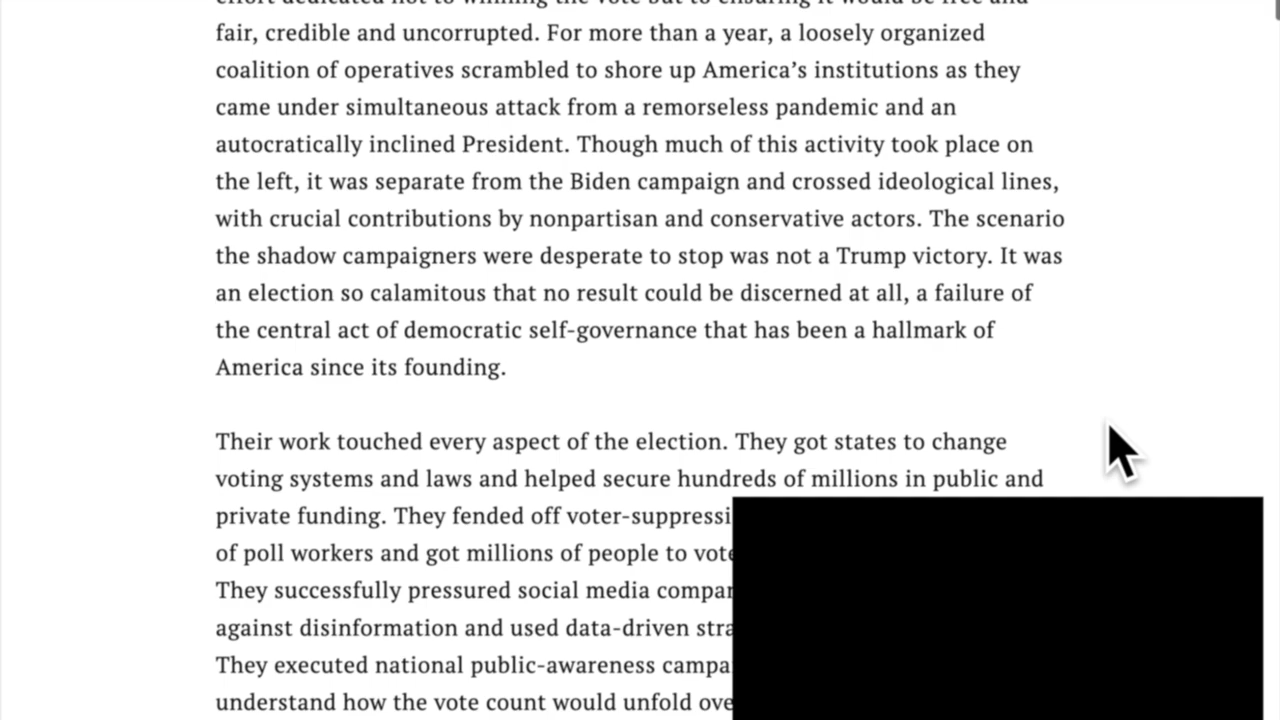 fair, credible and uncorrupted. For more than a year, a loosely organized
coalition of operatives scrambled to shore up America's institutions as they
came under simultaneous attack from a remorseless pandemic and an
autocratically inclined President. Though much of this activity took place on
the left, it was separate from the Biden campaign and crossed ideological lines,
with crucial contributions by nonpartisan and conservative actors. The scenario
the shadow campaigners were desperate to stop was not a Trump victory. It was
an election so calamitous that no result could be discerned at all, a failure of
the central act of democratic self-governance that has been a hallmark of
America since its founding.
Their work touched every aspect of the election. They got states to change
voting systems and laws and helped secure hundreds of millions in public and
private funding. They fended off
of poll workers and got millions of people to
They successfully pressured social media
against disinformation and used data-driven
They executed national public-awareness
understand how the vote count would unfold